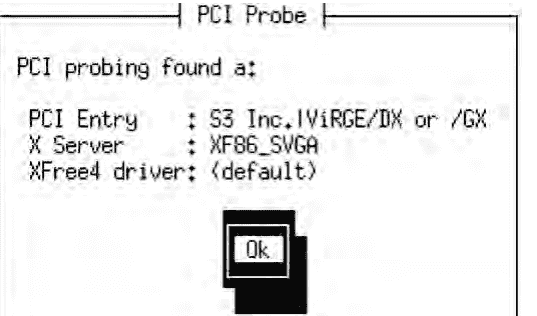 PCI Probe
PCI probing found a:
PCI Entry : S3 Inc.|ViRGE/DX or /GX
X Server : XF86_SVGA
XFree4 driver: (default)
Ok